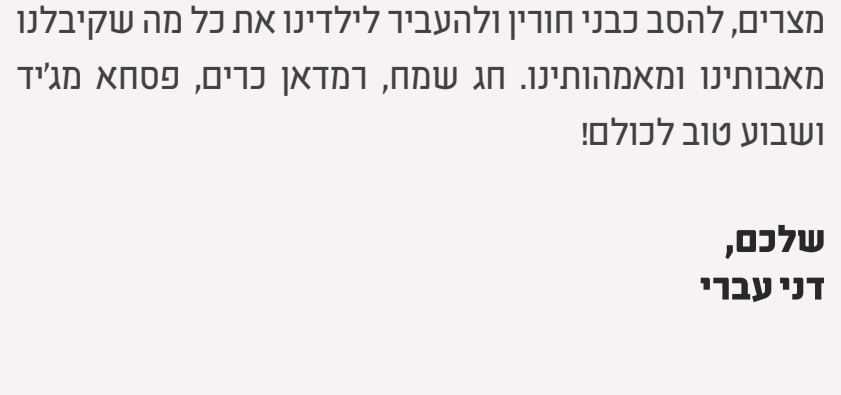 מצרים, להסב כבני חורין ולהעביר לילדינו את כל מה שקיבלנו
מאבותינו ומאמהותינו. חג שמח, רמדאן כרים, פסחא מג'יד
ושבוע טוב לכולם!
שלכם,
דני עברי